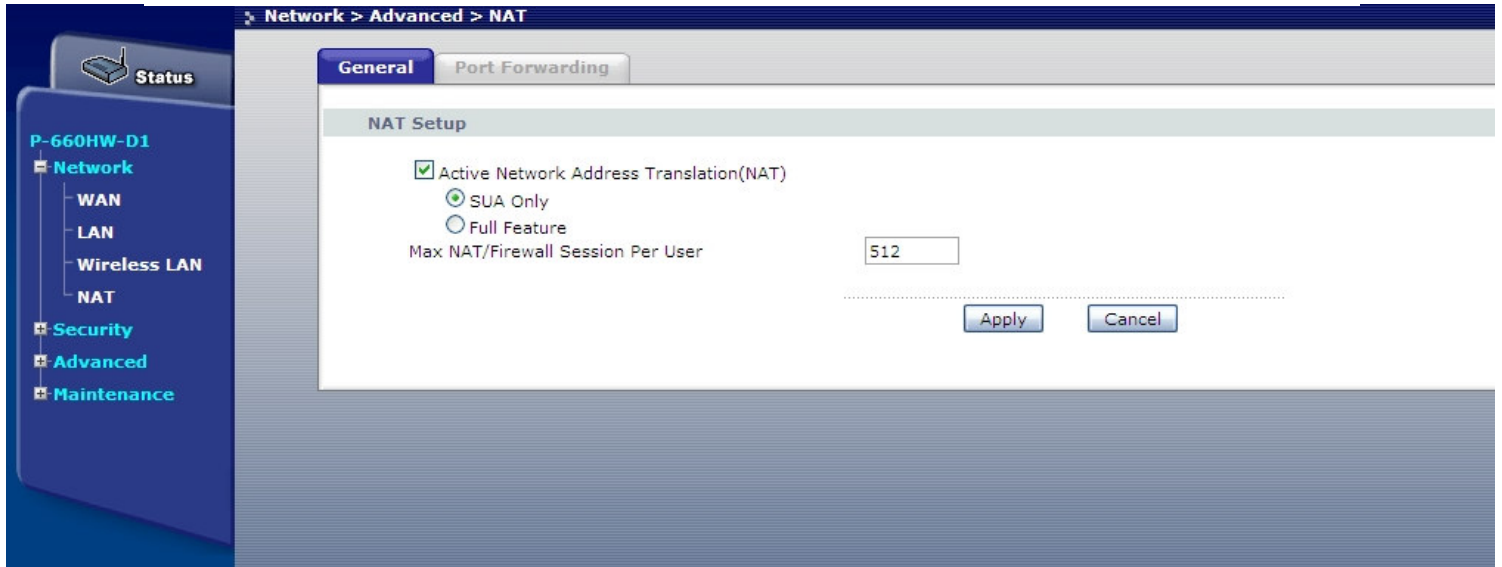 Network > Advanced > NAT
Status
P-660HW-D1
Network
WAN
LAN
Wireless LAN
NAT
Security
Advanced
Maintenance
General
Port Forwarding
NAT Setup
Active Network Address Translation(NAT)
SUA Only
Full Feature
Max NAT/Firewall Session Per User 512
Apply Cancel